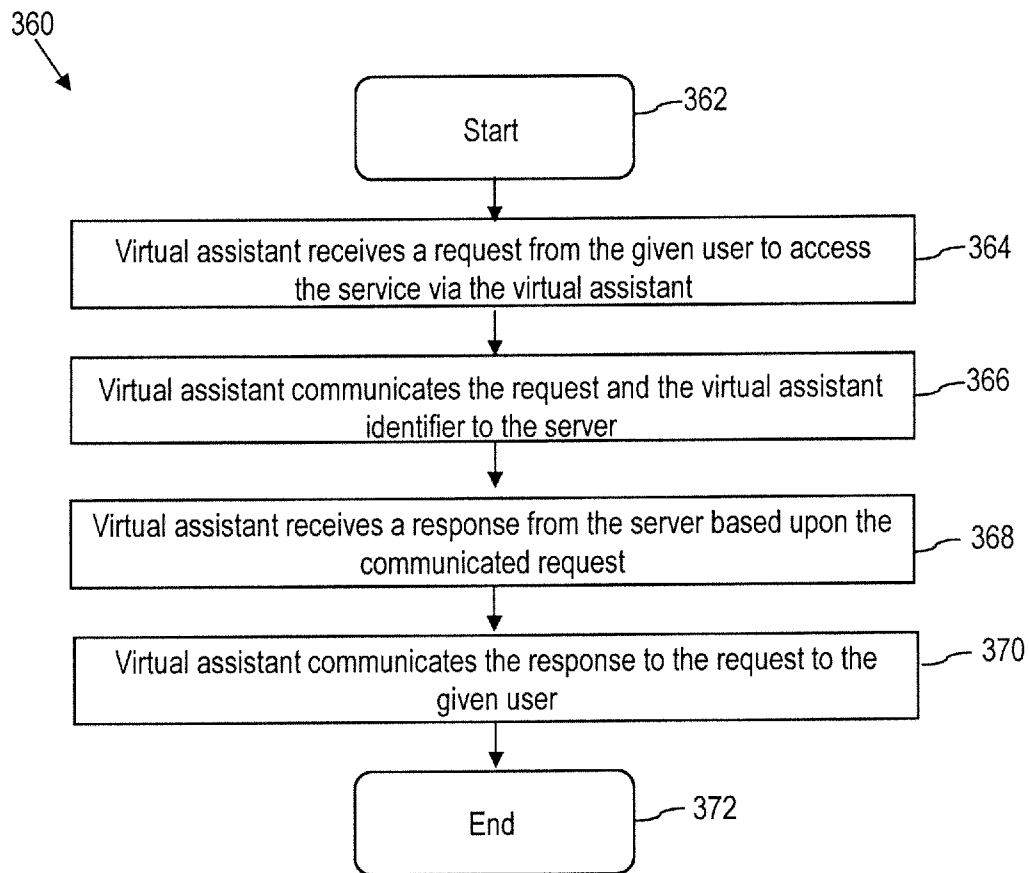 360
Start
362
Virtual assistant receives a request from the given user to access
the service via the virtual assistant
364
Virtual assistant communicates the request and the virtual assistant
identifier to the server
366
Virtual assistant receives a response from the server based upon the
communicated request
368
Virtual assistant communicates the response to the request to the
given user
370
End
372